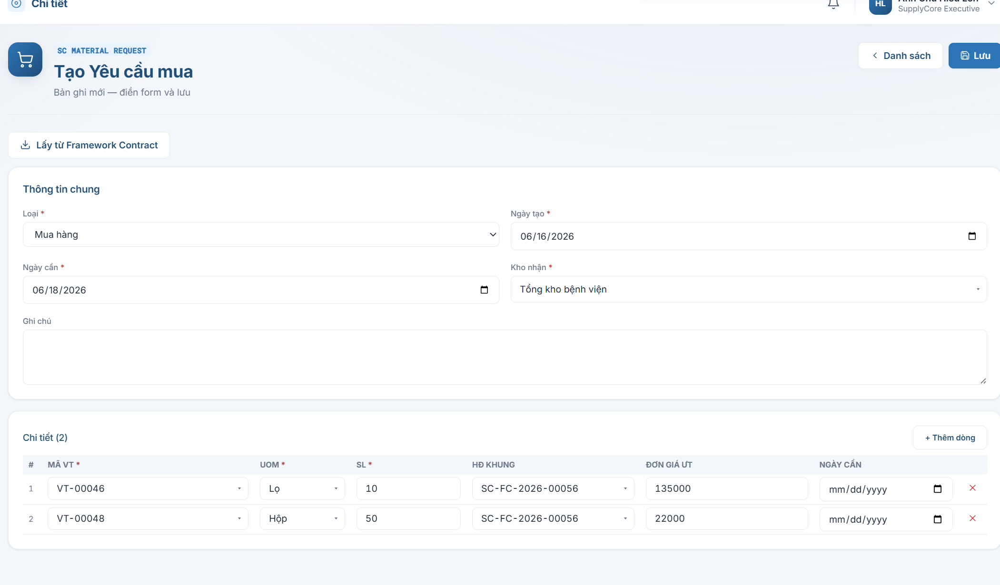 Chi tiết
HL
SupplyCore Executive
SC MATERIAL REQUEST
Tạo Yêu cầu mua
Bản ghi mới — điền form và lưu
Danh sách
Lưu
Lấy từ Framework Contract
Thông tin chung
Loại *
Ngày tạo *
Mua hàng
06/16/2026
Ngày cần *
Kho nhận *
06/18/2026
Tổng kho bệnh viện
Ghi chú
Chi tiết (2)
+ Thêm dòng
# MÃ VT * UOM * SL * HĐ KHUNG ĐƠN GIÁ ƯT NGÀY CẦN
1 VT-00046 Lọ 10 SC-FC-2026-00056 135000 mm/dd/yyyy
2 VT-00048 Hộp 50 SC-FC-2026-00056 22000 mm/dd/yyyy